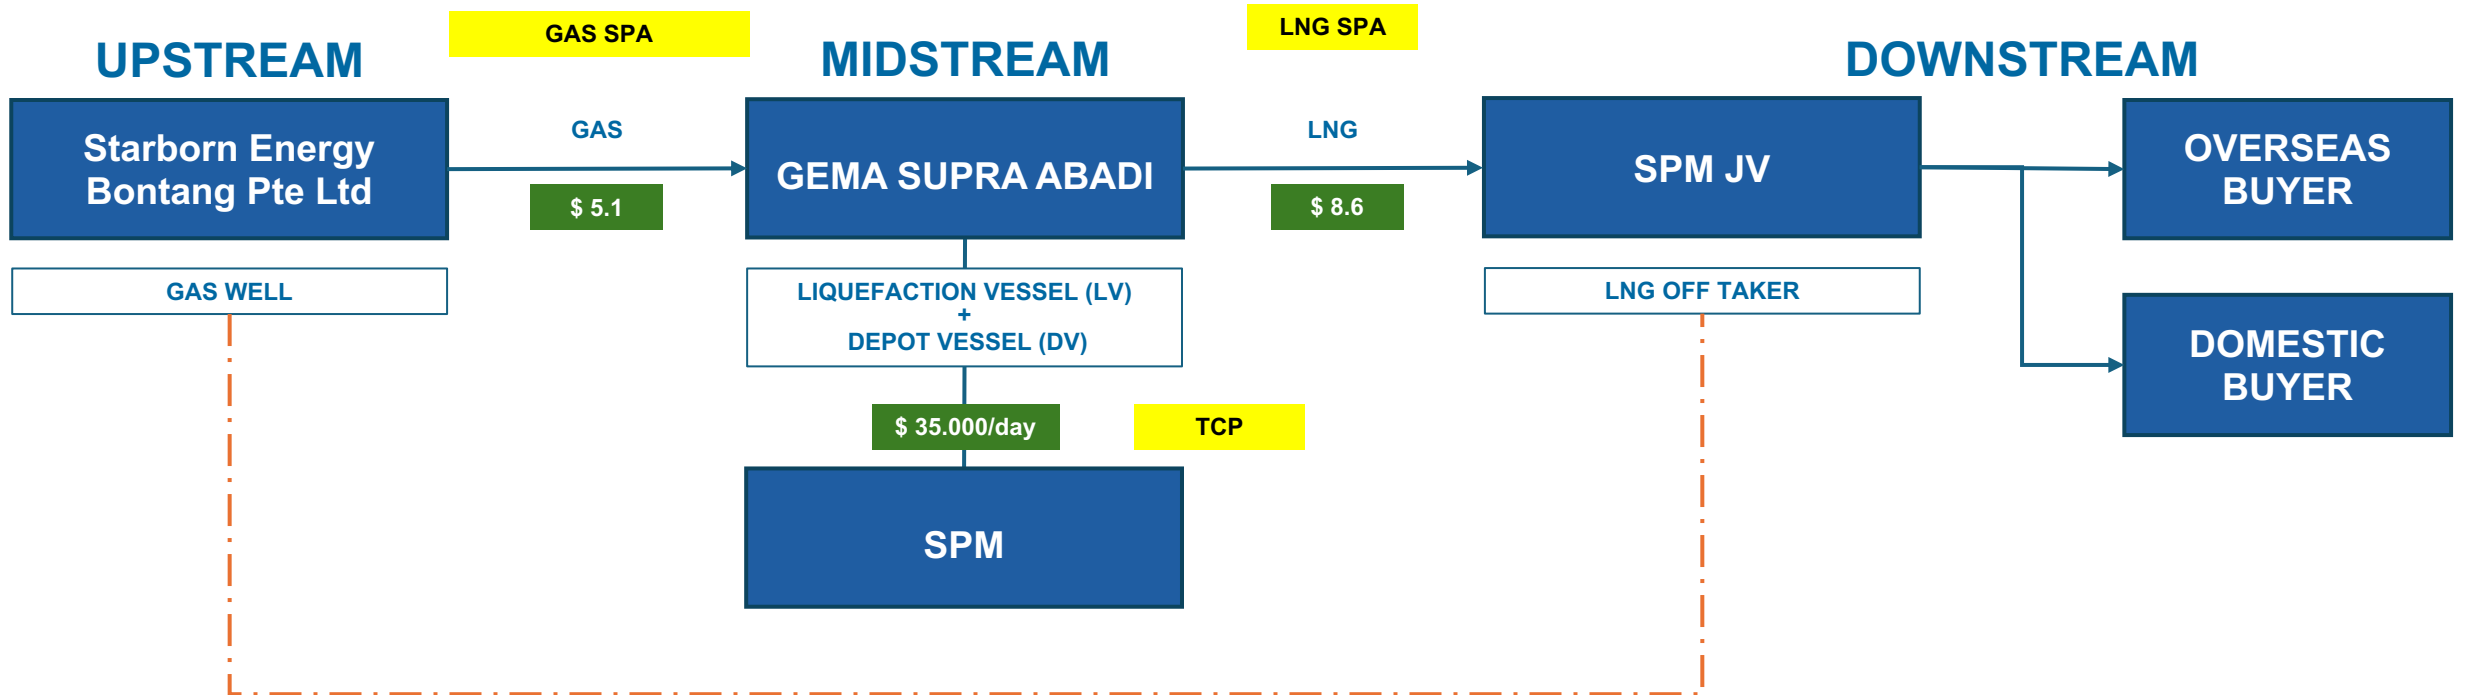 GAS SPA
LNG SPA
UPSTREAM
MIDSTREAM
DOWNSTREAM
Starborn Energy
Bontang Pte Ltd
GAS
$ 5.1
GEMA SUPRA ABADI
LNG
$ 8.6
SPM JV
OVERSEAS
BUYER
GAS WELL
LIQUEFACTION VESSEL (LV)
+
DEPOT VESSEL (DV)
LNG OFF TAKER
DOMESTIC
BUYER
$ 35.000/day
TCP
SPM